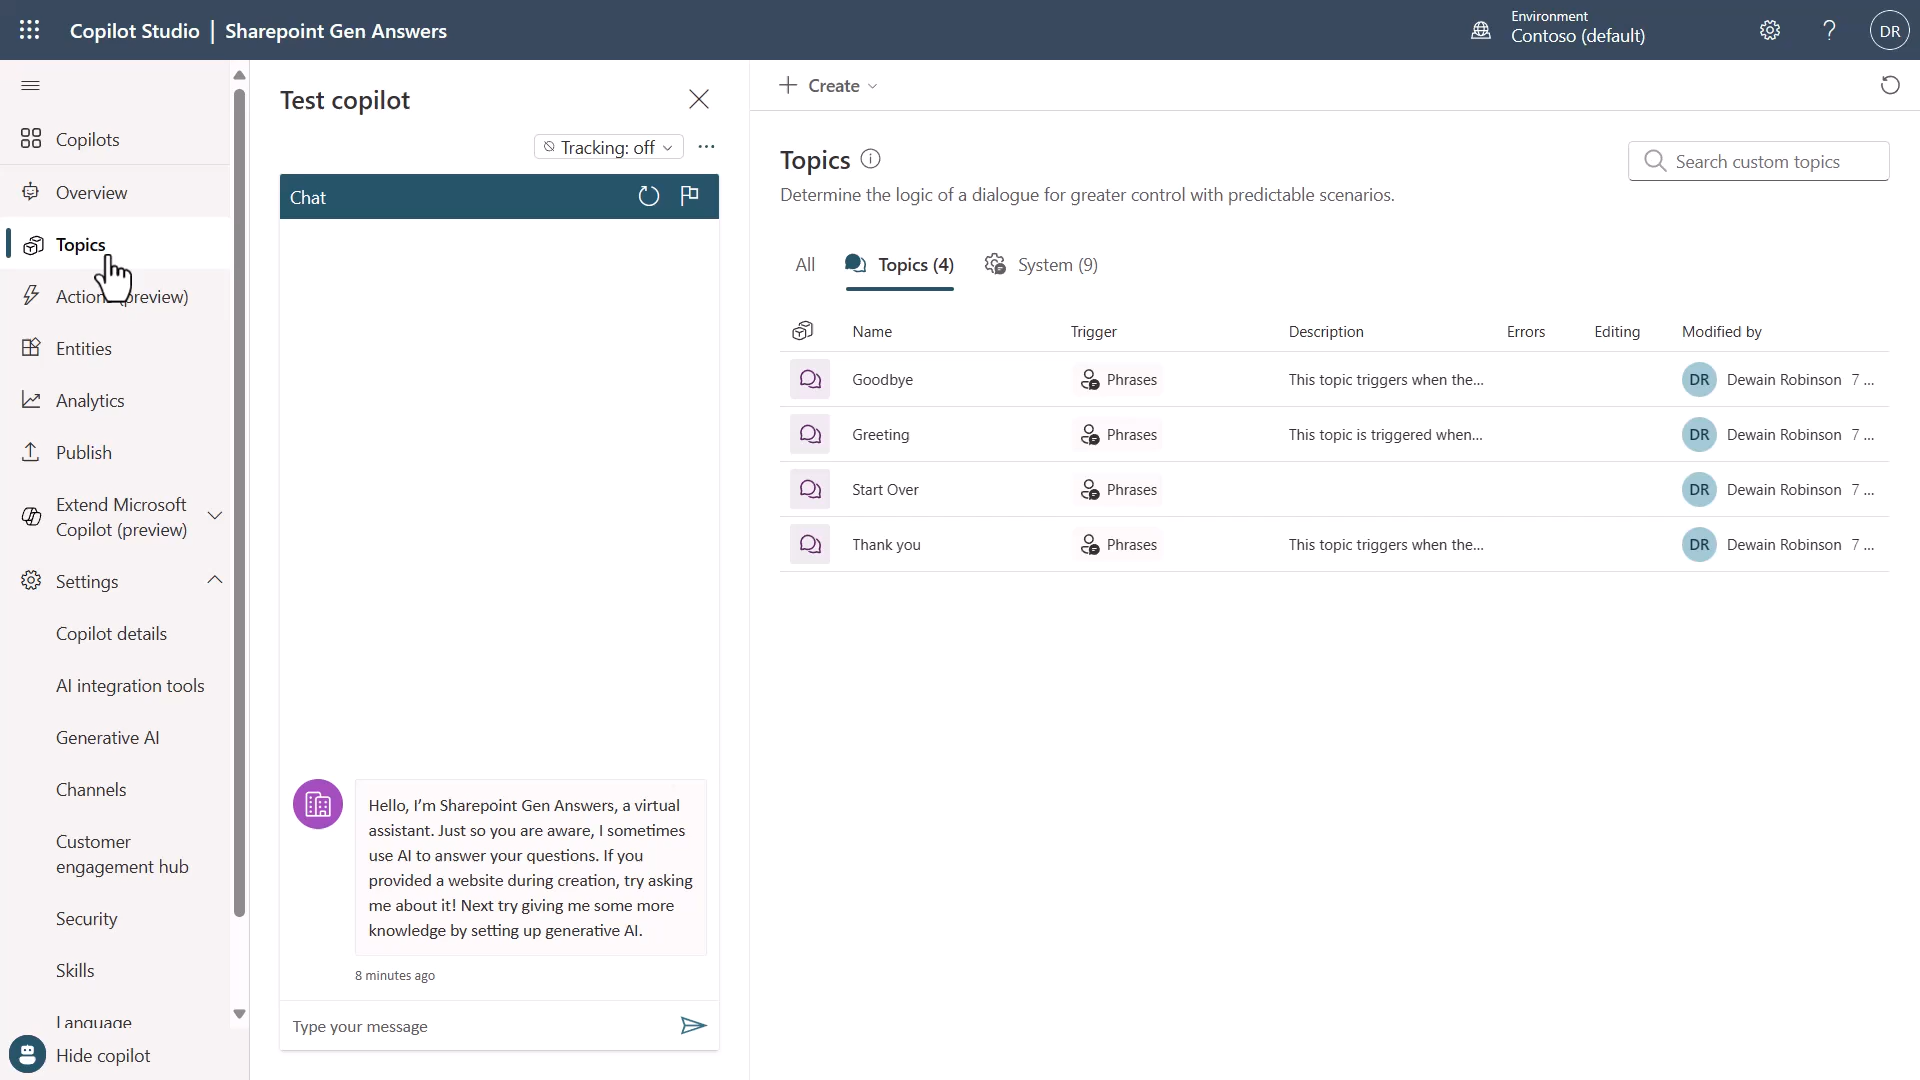 Copilot Studio | Sharepoint Gen Answers
Environment
Contoso (default)
DR
Copilots
Overview
Topics
Action (preview)
Entities
Analytics
Publish
Extend Microsoft
Copilot (preview)
Settings
Copilot details
AI integration tools
Generative AI
Channels
Customer
engagement hub
Security
Skills
Language
Hide copilot
Test copilot
Tracking: off
Chat
Hello, I’m Sharepoint Gen Answers, a virtual
assistant. Just so you are aware, I sometimes
use AI to answer your questions. If you
provided a website during creation, try asking
me about it! Next try giving me some more
knowledge by setting up generative AI.
8 minutes ago
Type your message
Create
Topics
Search custom topics
Determine the logic of a dialogue for greater control with predictable scenarios.
All Topics (4) System (9)
Name Trigger Description Errors Editing Modified by
Goodbye Phrases This topic triggers when the... DR Dewain Robinson 7 ...
Greeting Phrases This topic is triggered when... DR Dewain Robinson 7 ...
Start Over Phrases DR Dewain Robinson 7 ...
Thank you Phrases This topic triggers when the... DR Dewain Robinson 7 ...